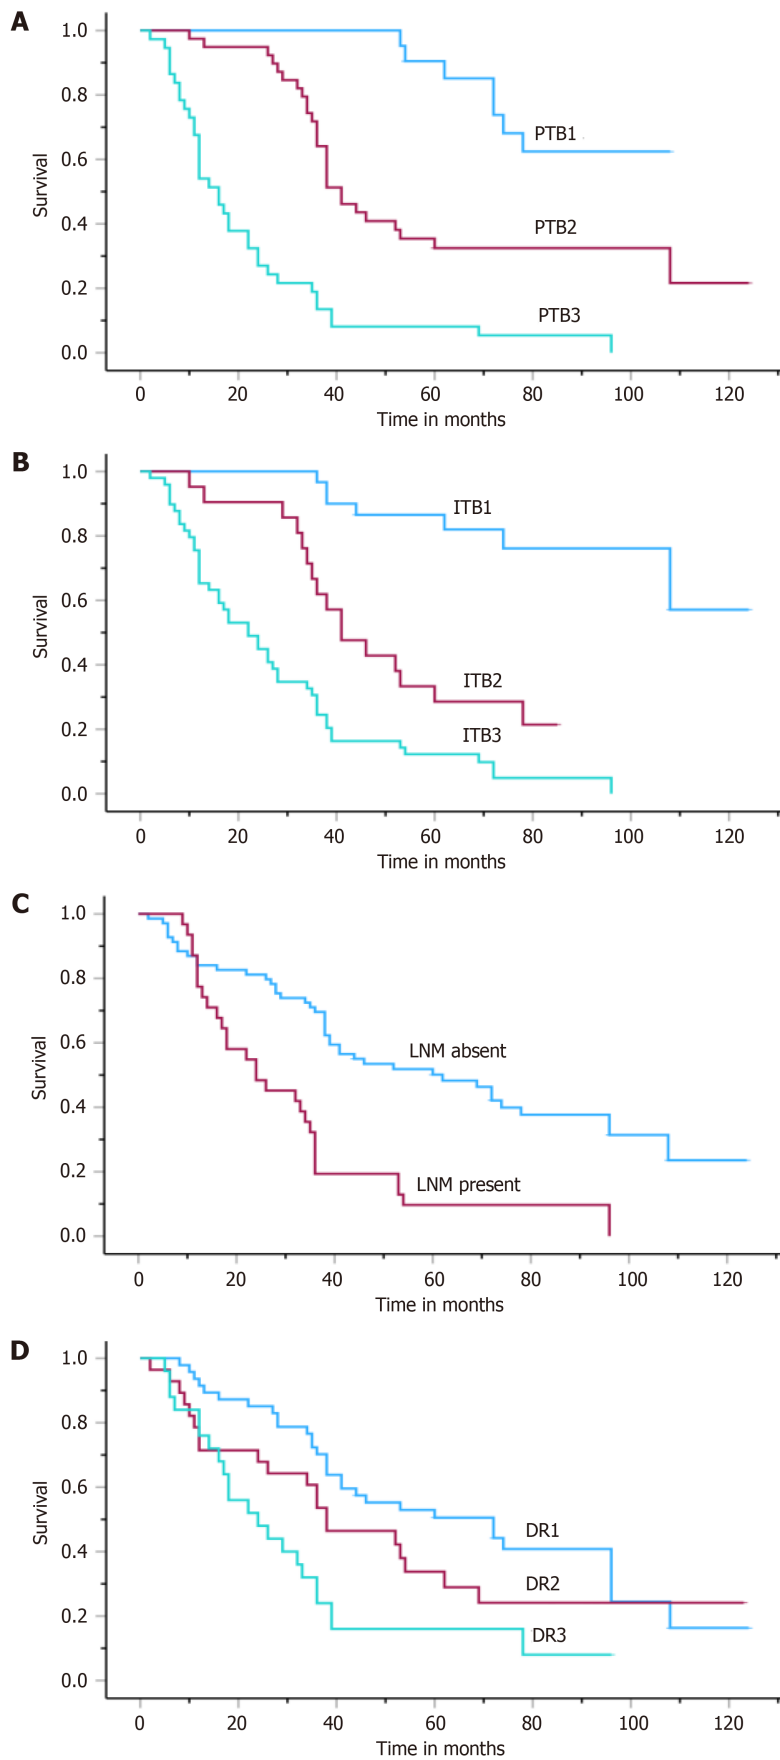 A
1.0
0.8
0.6
0.4
0.2
0.0
Survival
PTB1
PTB2
PTB3
0 20 40 60 80 100 120
Time in months
B
1.0
0.8
0.6
0.4
0.2
0.0
Survival
ITB1
ITB2
ITB3
0 20 40 60 80 100 120
Time in months
C
1.0
0.8
0.6
0.4
0.2
0.0
Survival
LNM absent
LNM present
0 20 40 60 80 100 120
Time in months
D
1.0
0.8
0.6
0.4
0.2
0.0
Survival
DR1
DR2
DR3
0 20 40 60 80 100 120
Time in months